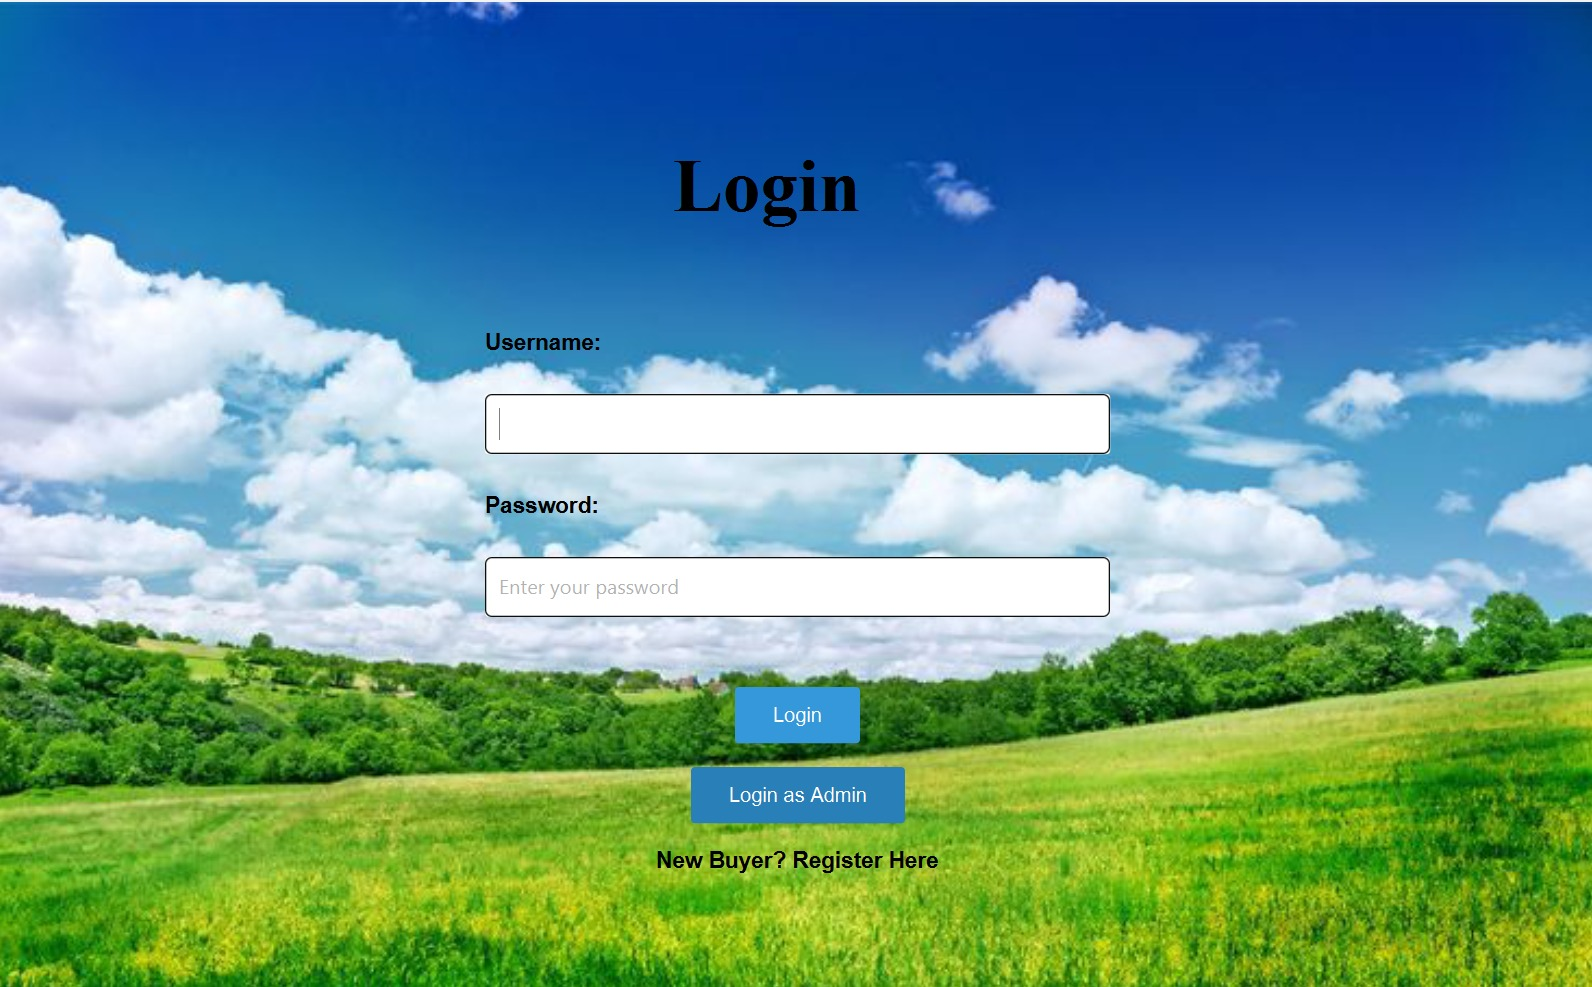 Login
Username:
Password:
Enter your password
Login
Login as Admin
New Buyer? Register Here